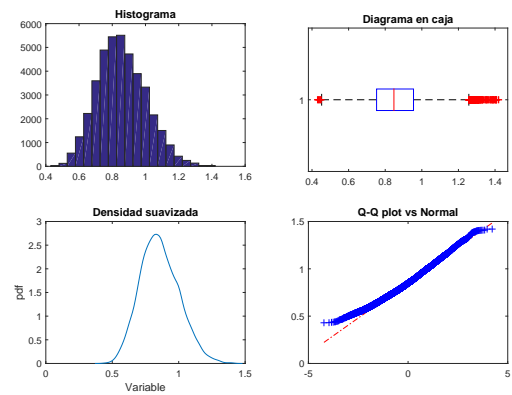 Histograma
6000
5000
4000
3000
2000
1000
0
0.4 0.6 0.8 1 1.2 1.4 1.6
Diagrama en caja
1
0.4 0.6 0.8 1 1.2 1.4 1.6
Densidad suavizada
3
2.5
2
1.5
1
0.5
0
pdf
0 0.5 1 1.5
Variable
Q-Q plot vs Normal
1.5
1
0.5
0
-5 0 5